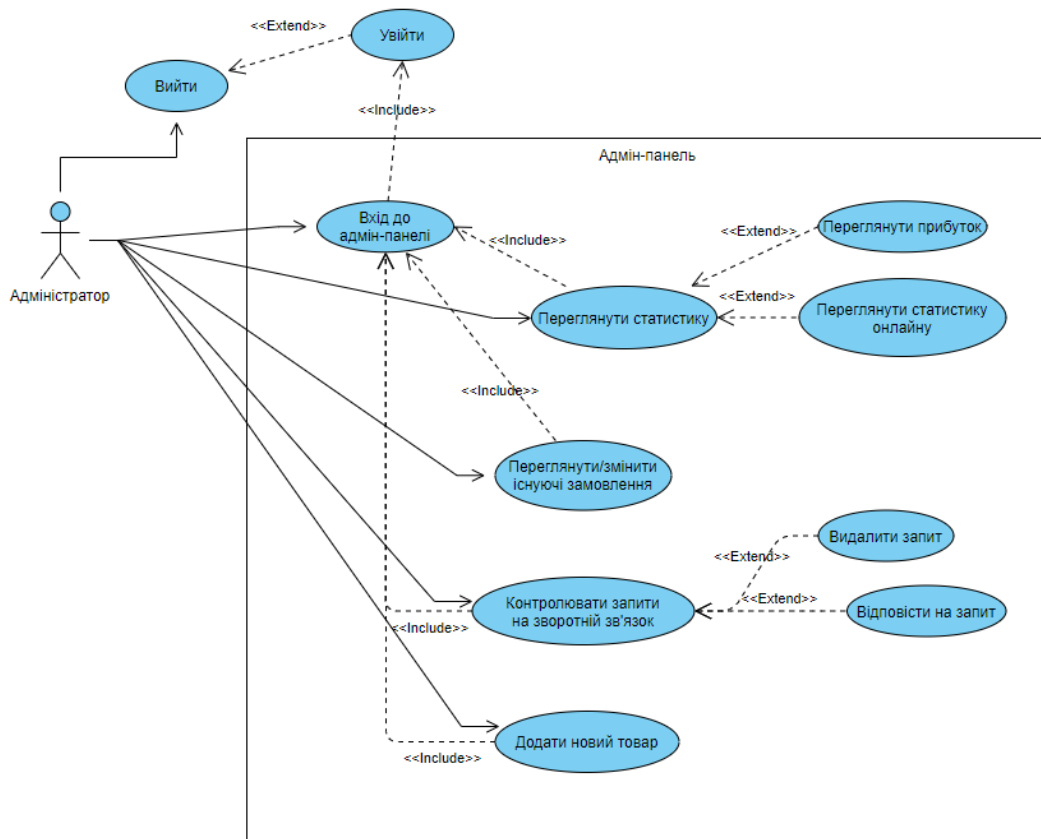 <<Extend>>
Увійти
Вийти
<<Include>>
Адмін-панель
Вхід до
адмін-панелі
Адміністратор
<<Include>>
<<Extend>>
Переглянути прибуток
<<Extend>>
Переглянути статистику
Переглянути статистику
онлайну
<<Include>>
Переглянути/змінити
існуючі замовлення
Видалити запит
<<Extend>>
<<Extend>>
Відповісти на запит
Контролювати запити
на зворотній зв'язок
<<Include>>
Додати новий товар
<<Include>>